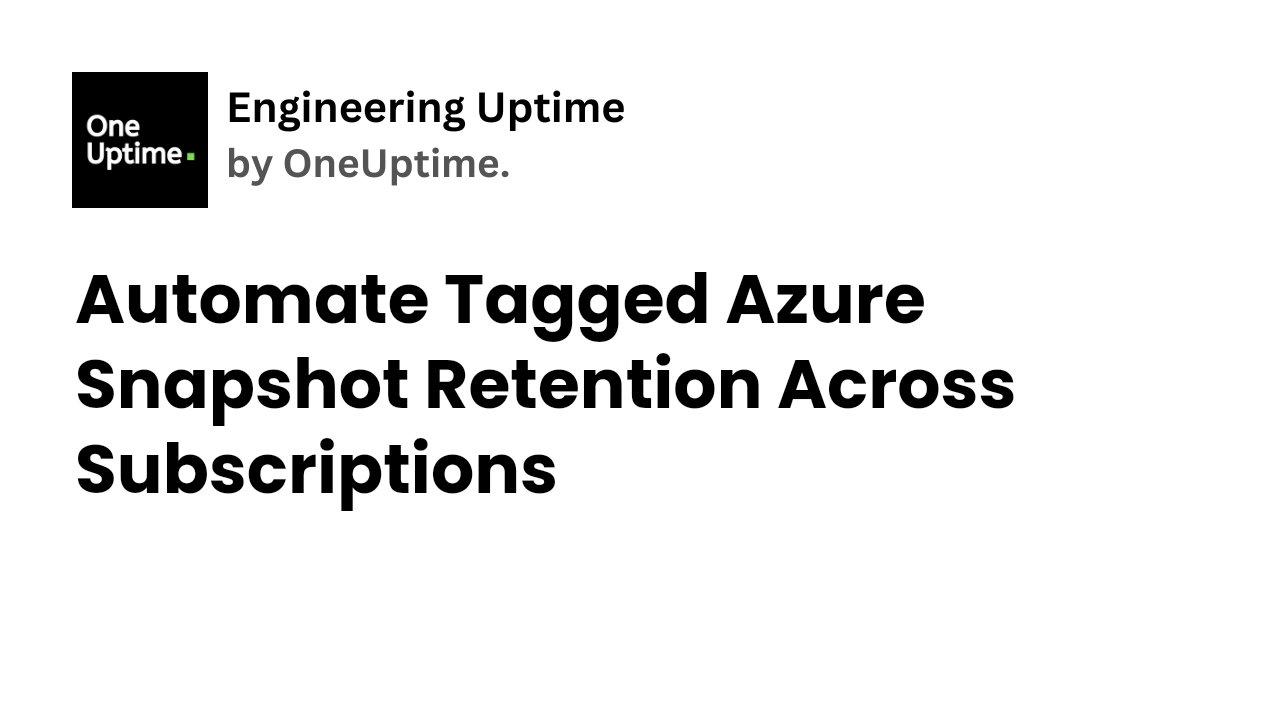 One
Uptime.
Engineering Uptime
by OneUptime.
Automate Tagged Azure
Snapshot Retention Across
Subscriptions